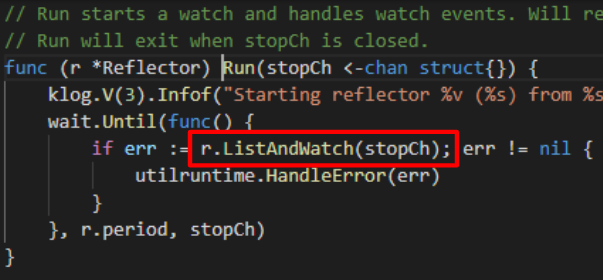 // Run starts a watch and handles watch events. Will re
// Run will exit when stopCh is closed.
func (r *Reflector) Run(stopCh <-chan struct{}) {
    klog.V(3).Infof("Starting reflector %v (%s) from %s
    wait.Until(func() {
        if err := r.ListAndWatch(stopCh); err != nil {
            utilruntime.HandleError(err)
        }
    }, r.period, stopCh)
}